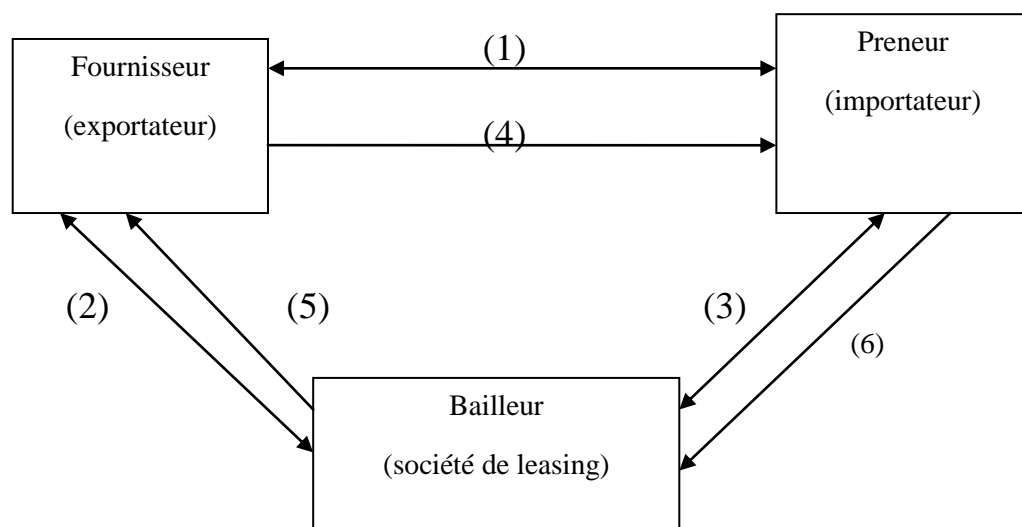 (1)
Fournisseur
(exportateur)
Preneur
(importateur)
(4)
(2)
(5)
(3)
(6)
Bailleur
(société de leasing)